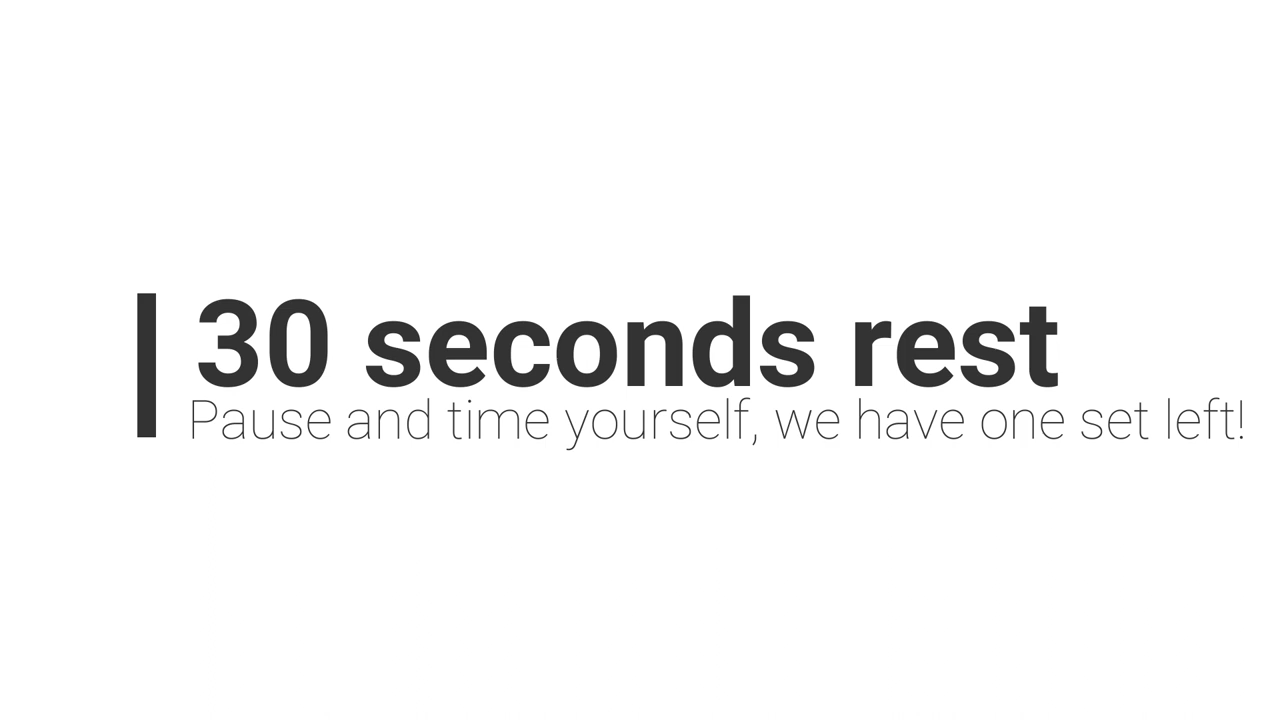 30 seconds rest
Pause and time yourself, we have one set left!